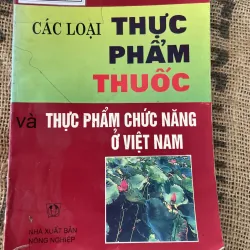 CÁC LOẠI THỰC
PHẨM
THUỐC
và THỰC PHẨM CHỨC NĂNG
Ở VIỆT NAM
NHÀ XUẤT BẢN
NÔNG NGHIỆP